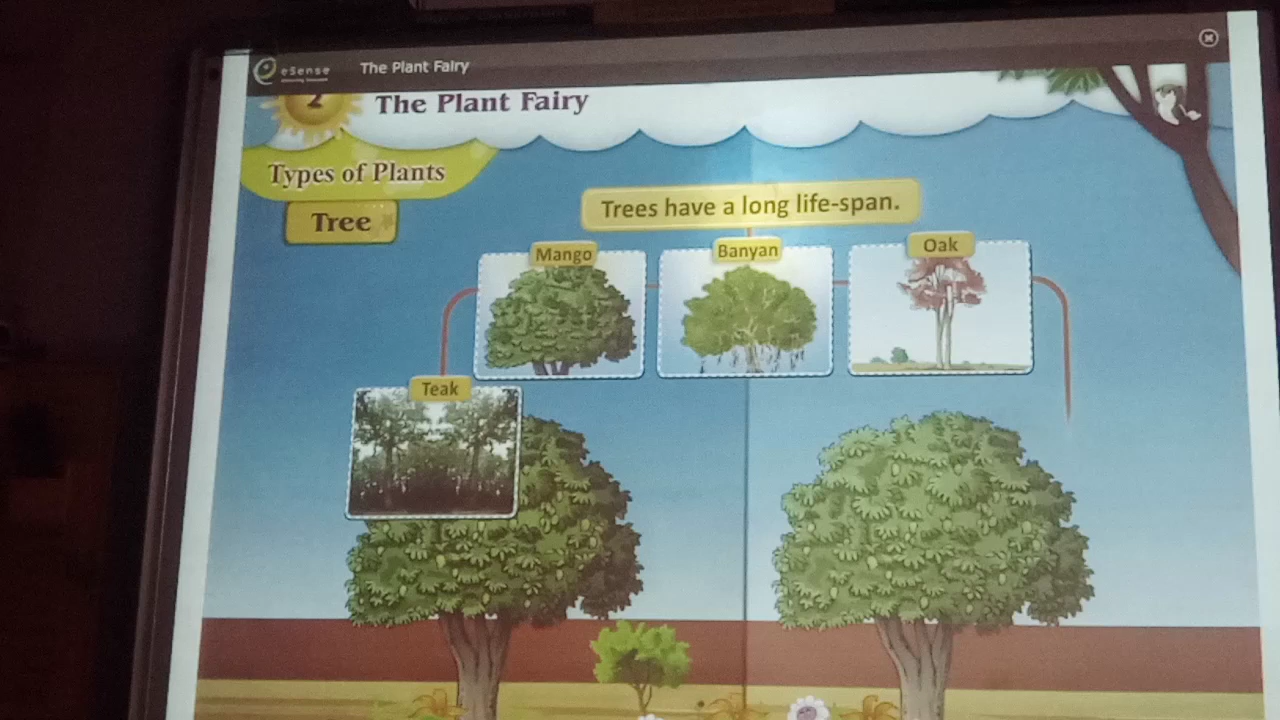 eSense
The Plant Fairy
2
The Plant Fairy
Types of Plants
Tree
Trees have a long life-span.
Mango
Banyan
Oak
Teak